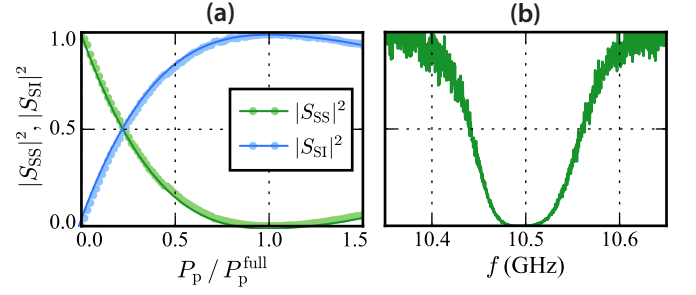 (a)
(b)
|S_SS|², |S_SI|²
1.0
0.5
0.0
|S_SS|²
|S_SI|²
0.0 0.5 1.0 1.5
P_p / P_p^full
10.4 10.5 10.6
f (GHz)